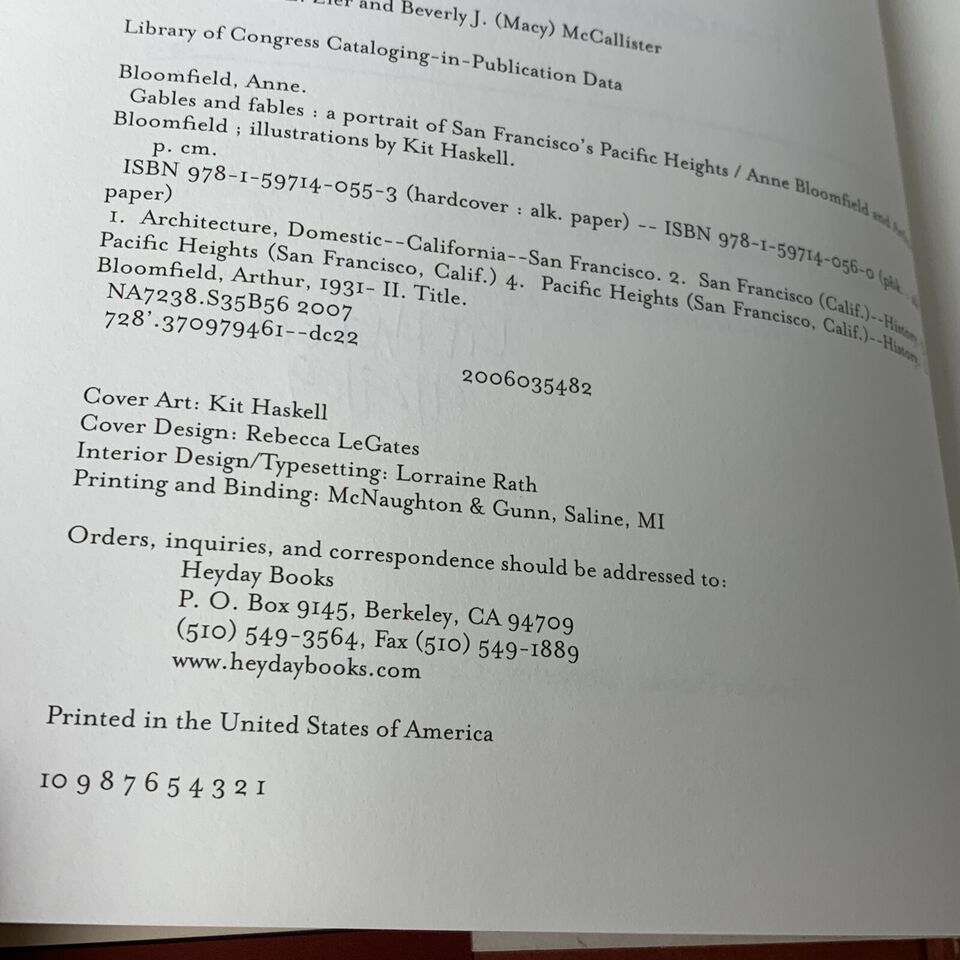 and Beverly J. (Macy) McCallister
Library of Congress Cataloging-in-Publication Data
Bloomfield, Anne.
Gables and fables : a portrait of San Francisco's Pacific Heights / Anne Bloomfield and
Bloomfield ; illustrations by Kit Haskell.
p. cm.
ISBN 978-1-59714-055-3 (hardcover : alk. paper) -- ISBN 978-1-59714-056-0 (pbk. :
paper)
1. Architecture, Domestic--California--San Francisco. 2. San Francisco (Calif.)--History.
Pacific Heights (San Francisco, Calif.) 4. Pacific Heights (San Francisco, Calif.)--History.
Bloomfield, Arthur, 1931- II. Title.
NA7238.S35B56 2007
728'.370979461--dc22
2006035482
Cover Art: Kit Haskell
Cover Design: Rebecca LeGates
Interior Design/Typesetting: Lorraine Rath
Printing and Binding: McNaughton & Gunn, Saline, MI
Orders, inquiries, and correspondence should be addressed to:
Heyday Books
P. O. Box 9145, Berkeley, CA 94709
(510) 549-3564, Fax (510) 549-1889
www.heydaybooks.com
Printed in the United States of America
10 9 8 7 6 5 4 3 2 1